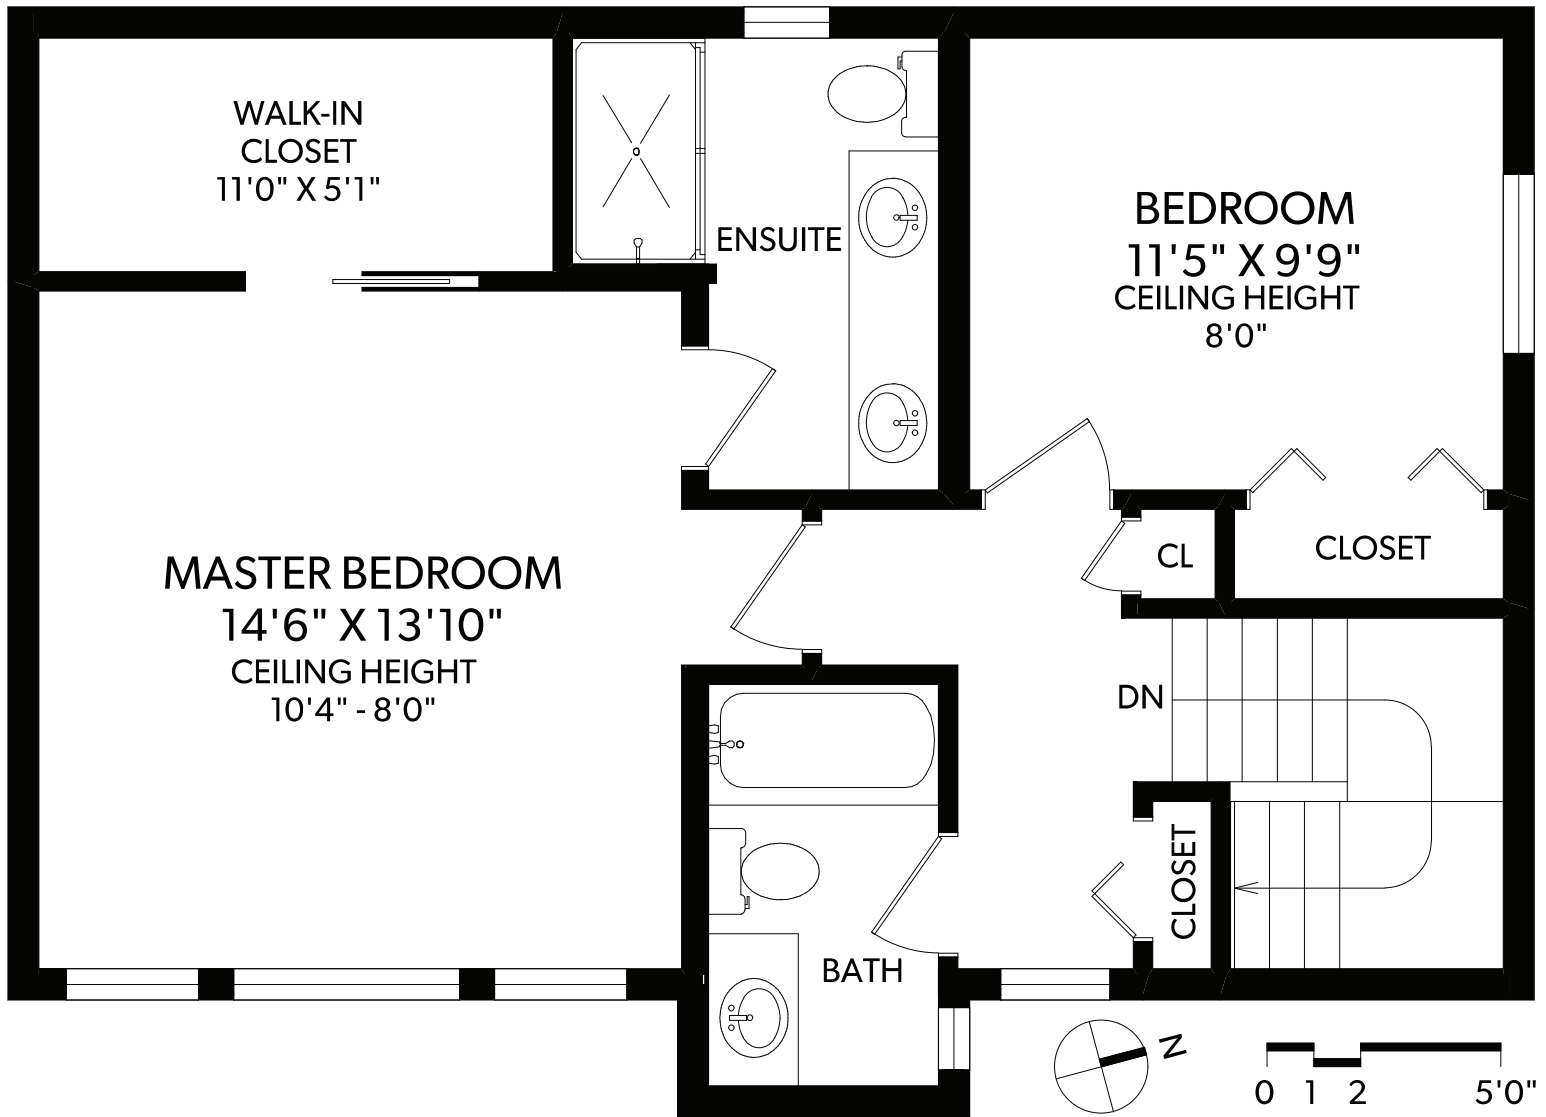 WALK-IN
CLOSET
11'0" X 5'1"
ENSUITE
BEDROOM
11'5" X 9'9"
CEILING HEIGHT
8'0"
MASTER BEDROOM
14'6" X 13'10"
CEILING HEIGHT
10'4" - 8'0"
CL
CLOSET
DN
CLOSET
BATH
N
0 1 2 5'0"